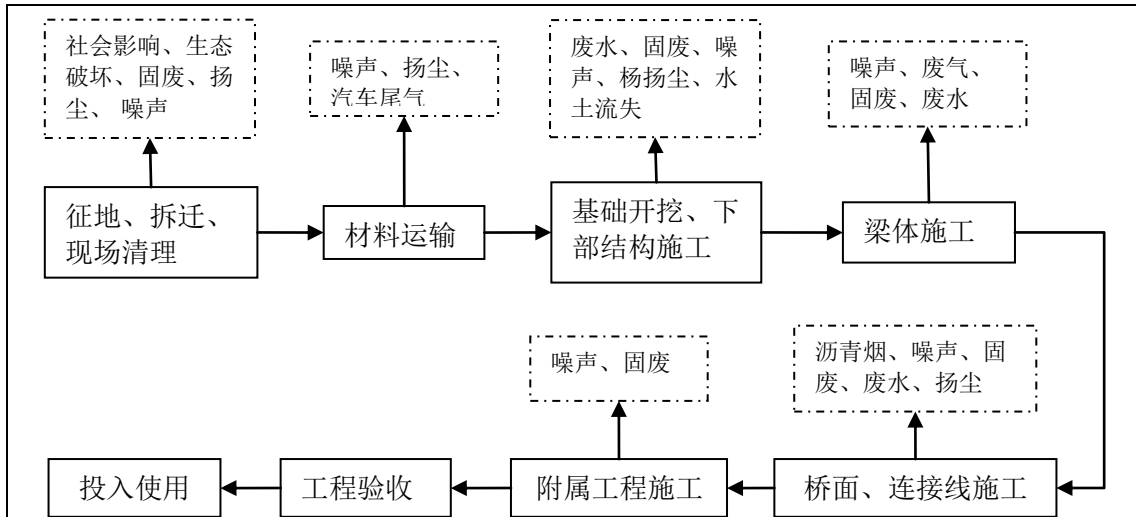 社会影响、生态
破坏、固废、扬
尘、 噪声
噪声、扬尘、
汽车尾气
废水、固废、噪
声、杨扬尘、水
土流失
噪声、废气、
固废、废水
征地、拆迁、
现场清理
材料运输
基础开挖、下
部结构施工
梁体施工
噪声、固废
沥青烟、噪声、固
废、废水、扬尘
投入使用
工程验收
附属工程施工
桥面、连接线施工